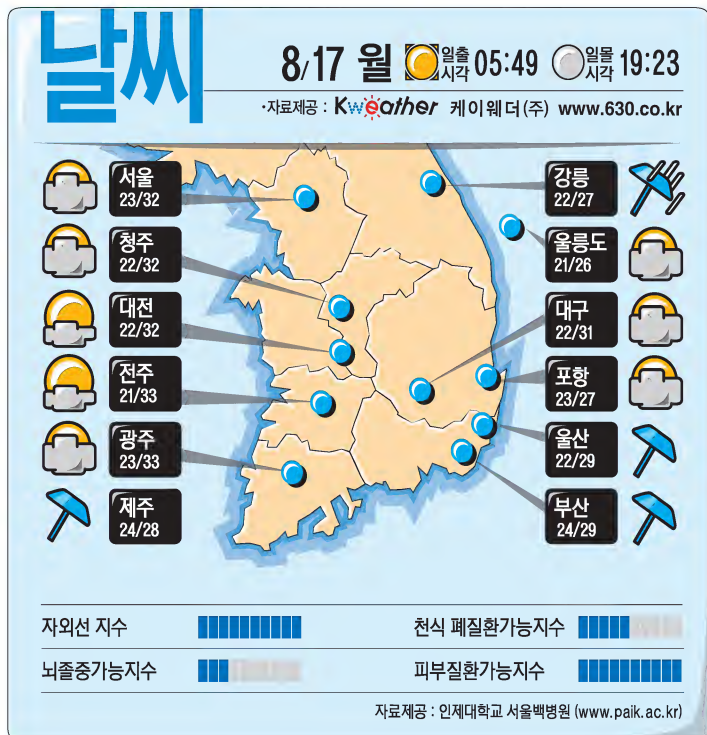 날씨
8/17 월 일출시각 05:49 일몰시각 19:23
·자료제공 : Kweather 케이웨더(주) www.630.co.kr
서울
23/32
청주
22/32
대전
22/32
전주
21/33
광주
23/33
제주
24/28
강릉
22/27
울릉도
21/26
대구
22/31
포항
23/27
울산
22/29
부산
24/29
자외선 지수
천식 폐질환가능지수
뇌졸중가능지수
피부질환가능지수
자료제공 : 인제대학교 서울백병원 (www.paik.ac.kr)